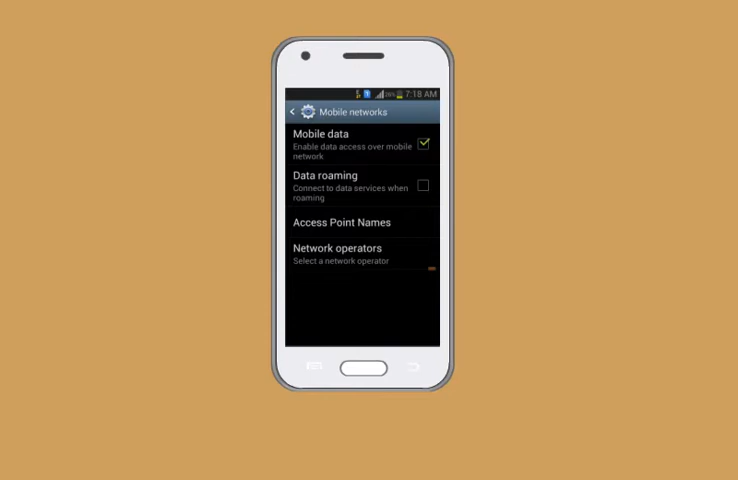 26% 7:18 AM
Mobile networks
Mobile data
Enable data access over mobile
network
Data roaming
Connect to data services when
roaming
Access Point Names
Network operators
Select a network operator